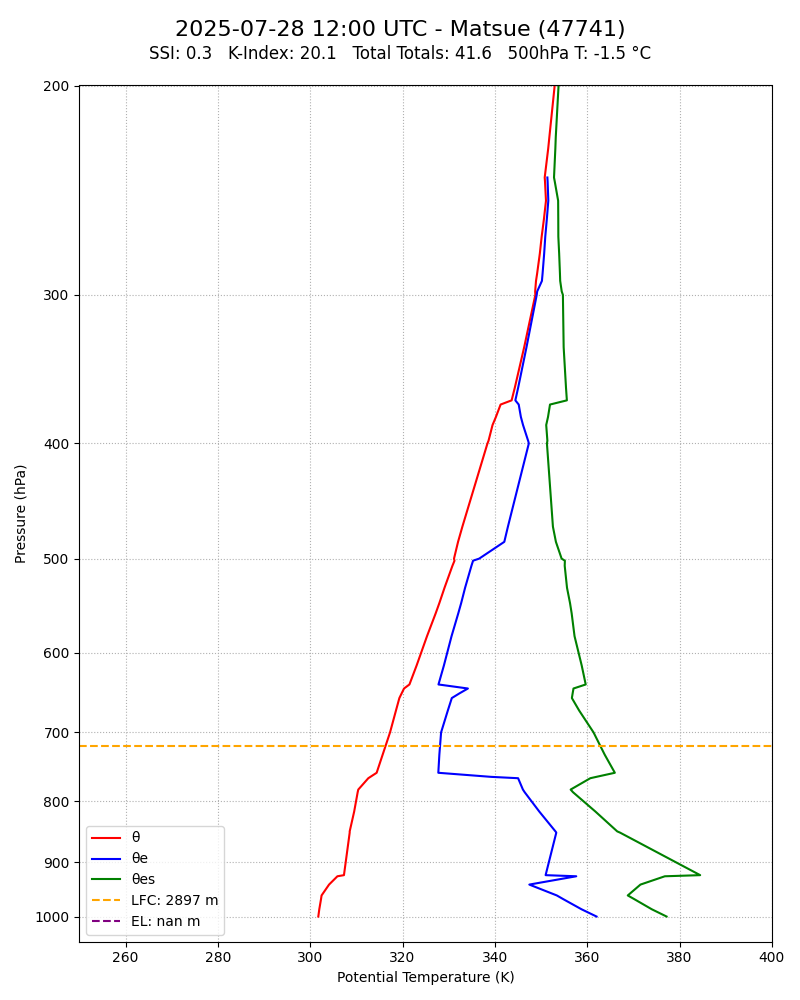 2025-07-28 12:00 UTC - Matsue (47741)
SSI: 0.3   K-Index: 20.1   Total Totals: 41.6   500hPa T: -1.5 °C
200
300
400
500
600
700
800
900
1000
Pressure (hPa)
θ
θe
θes
LFC: 2897 m
EL: nan m
260 280 300 320 340 360 380 400
Potential Temperature (K)